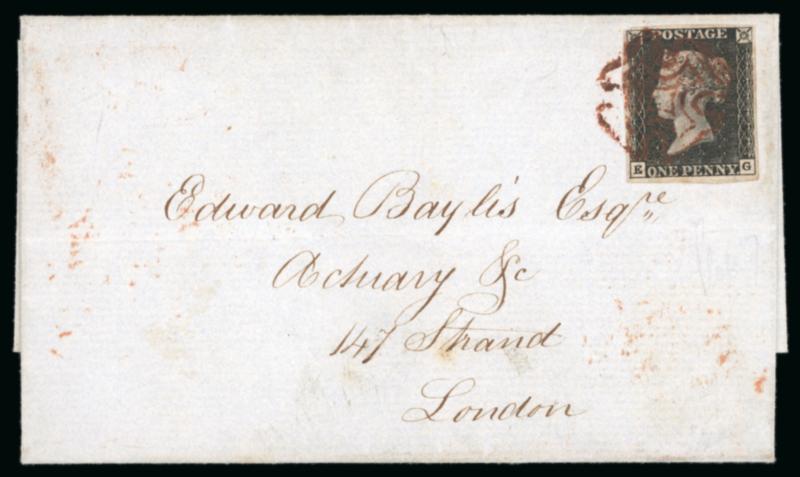 POSTAGE
E ONE PENNY G
Edward Baylis Esqre
Actuary &c
147 Strand
London